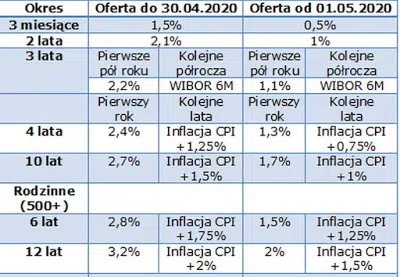 Okres Oferta do 30.04.2020 Oferta od 01.05.2020
3 miesiące 1,5% 0,5%
2 lata 2,1% 1%
3 lata Pierwsze pół roku Kolejne półrocza Pierwsze pół roku Kolejne półrocza
2,2% WIBOR 6M 1,1% WIBOR 6M
Pierwszy rok Kolejne lata Pierwszy rok Kolejne lata
4 lata 2,4% Inflacja CPI +1,25% 1,3% Inflacja CPI +0,75%
10 lat 2,7% Inflacja CPI +1,5% 1,7% Inflacja CPI +1%
Rodzinne (500+)
6 lat 2,8% Inflacja CPI +1,75% 1,5% Inflacja CPI +1,25%
12 lat 3,2% Inflacja CPI +2% 2% Inflacja CPI +1,5%